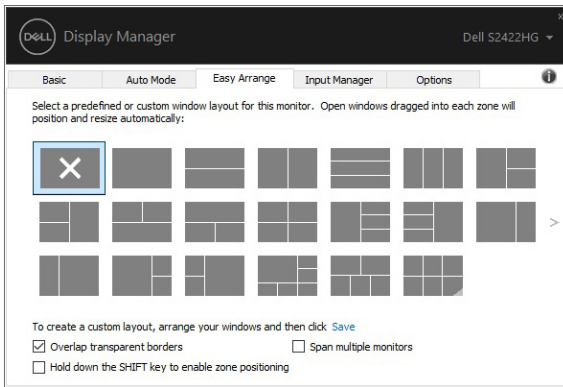 DELL Display Manager
Dell S2422HG
x
Basic Auto Mode Easy Arrange Input Manager Options
Select a predefined or custom window layout for this monitor. Open windows dragged into each zone will
position and resize automatically:
>
To create a custom layout, arrange your windows and then click Save
Overlap transparent borders
Span multiple monitors
Hold down the SHIFT key to enable zone positioning